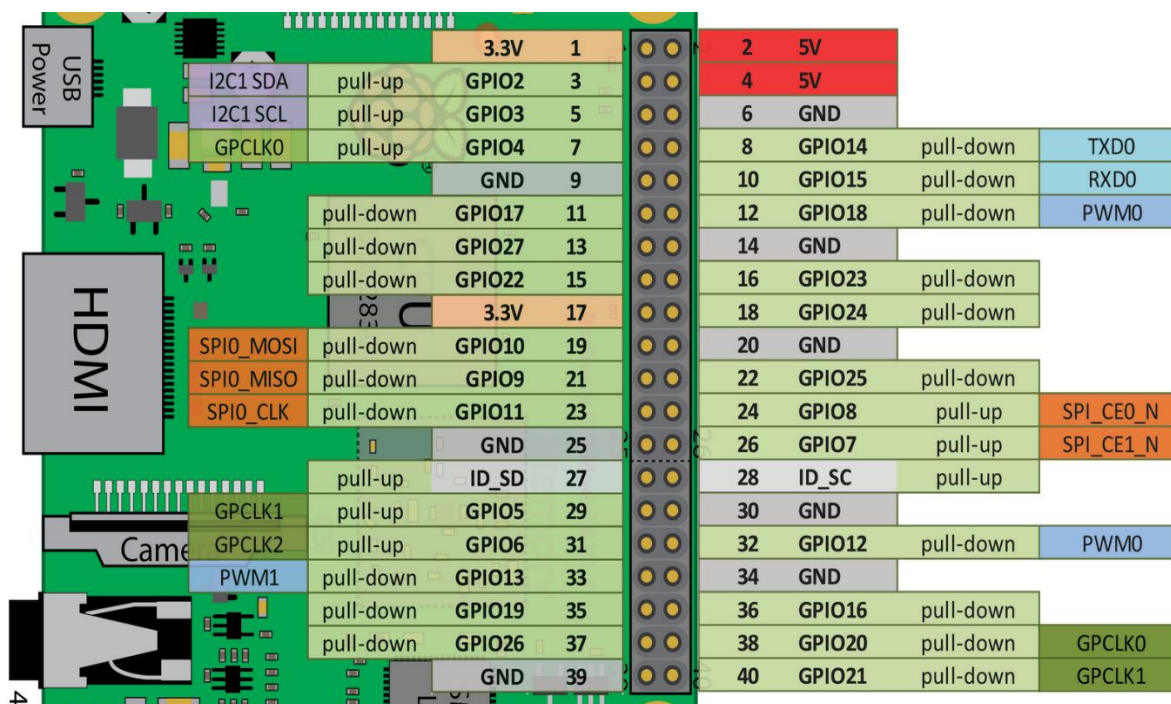 USB Power
3.3V 1 2 5V
I2C1 SDA pull-up GPIO2 3 4 5V
I2C1 SCL pull-up GPIO3 5 6 GND
GPCLK0 pull-up GPIO4 7 8 GPIO14 pull-down TXD0
GND 9 10 GPIO15 pull-down RXD0
pull-down GPIO17 11 12 GPIO18 pull-down PWM0
pull-down GPIO27 13 14 GND
pull-down GPIO22 15 16 GPIO23 pull-down
3.3V 17 18 GPIO24 pull-down
HDMI
SPI0_MOSI pull-down GPIO10 19 20 GND
SPI0_MISO pull-down GPIO9 21 22 GPIO25 pull-down
SPI0_CLK pull-down GPIO11 23 24 GPIO8 pull-up SPI_CE0_N
GND 25 26 GPIO7 pull-up SPI_CE1_N
pull-up ID_SD 27 28 ID_SC pull-up
GPCLK1 pull-up GPIO5 29 30 GND
GPCLK2 pull-up GPIO6 31 32 GPIO12 pull-down PWM0
PWM1 pull-down GPIO13 33 34 GND
pull-down GPIO19 35 36 GPIO16 pull-down
pull-down GPIO26 37 38 GPIO20 pull-down GPCLK0
GND 39 40 GPIO21 pull-down GPCLK1
4